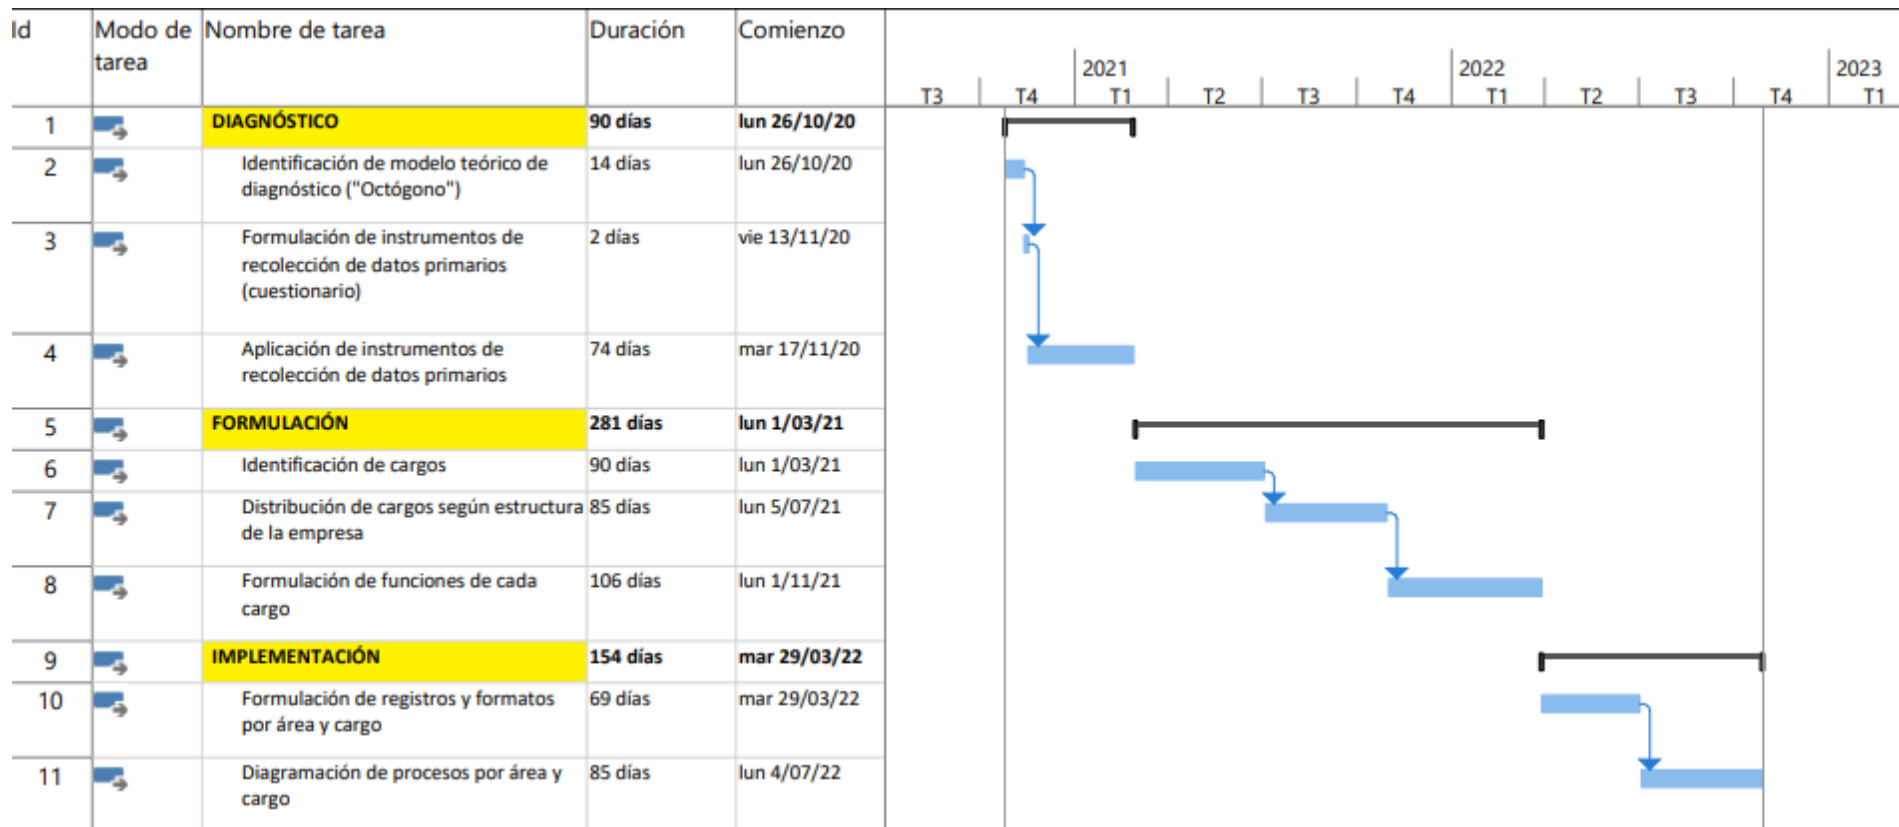 Id Modo de tarea Nombre de tarea Duración Comienzo
2021 2022 2023
T3 T4 T1 T2 T3 T4 T1 T2 T3 T4 T1
1 DIAGNÓSTICO 90 días lun 26/10/20
2 Identificación de modelo teórico de 14 días lun 26/10/20
diagnóstico ("Octógono")
3 Formulación de instrumentos de 2 días vie 13/11/20
recolección de datos primarios
(cuestionario)
4 Aplicación de instrumentos de 74 días mar 17/11/20
recolección de datos primarios
5 FORMULACIÓN 281 días lun 1/03/21
6 Identificación de cargos 90 días lun 1/03/21
7 Distribución de cargos según estructura 85 días lun 5/07/21
de la empresa
8 Formulación de funciones de cada 106 días lun 1/11/21
cargo
9 IMPLEMENTACIÓN 154 días mar 29/03/22
10 Formulación de registros y formatos 69 días mar 29/03/22
por área y cargo
11 Diagramación de procesos por área y 85 días lun 4/07/22
cargo